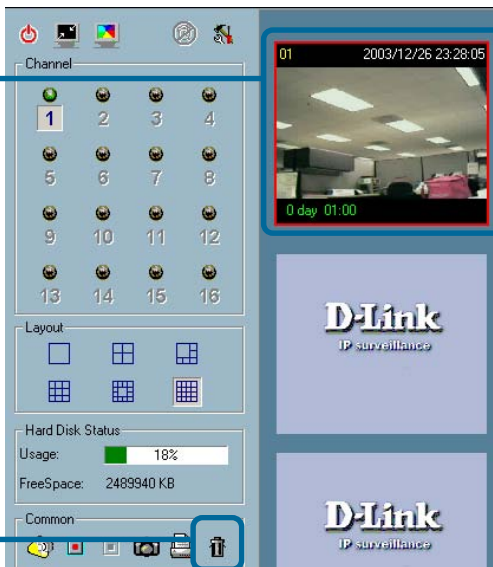 Channel
1 2 3 4
5 6 7 8
9 10 11 12
13 14 15 16
Layout
Hard Disk Status
Usage: 18%
FreeSpace: 2489940 KB
Common
01 2003/12/26 23:28:05
0 day 01:00
D-Link
IP surveillance
D-Link
IP surveillance